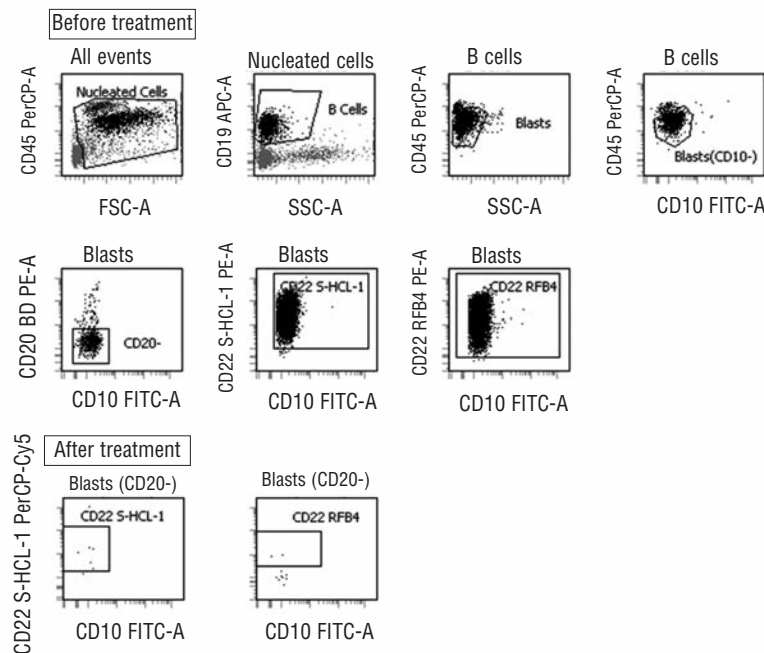 Before treatment
All events
Nucleated cells
B cells
B cells
CD45 PerCP-A
Nucleated Cells
FSC-A
CD19 APC-A
B Cells
SSC-A
CD45 PerCP-A
Blasts
SSC-A
CD45 PerCP-A
Blasts(CD10-)
CD10 FITC-A
Blasts
Blasts
Blasts
CD20 BD PE-A
CD20-
CD10 FITC-A
CD22 S-HCL-1 PE-A
CD22 S-HCL-1
CD10 FITC-A
CD22 RFB4 PE-A
CD22 RFB4
CD10 FITC-A
After treatment
Blasts (CD20-)
Blasts (CD20-)
CD22 S-HCL-1 PerCP-Cy5
CD22 S-HCL-1
CD10 FITC-A
CD22 RFB4
CD10 FITC-A